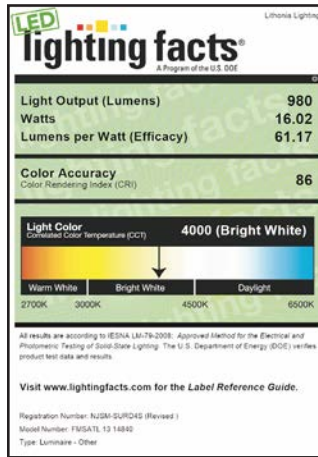 LED
Lithonia Lighting
lighting facts®
A Program of the U.S. DOE
Light Output (Lumens) 980
Watts 16.02
Lumens per Watt (Efficacy) 61.17
Color Accuracy
Color Rendering Index (CRI) 86
Light Color
Correlated Color Temperature (CCT) 4000 (Bright White)
Warm White Bright White Daylight
2700K 3000K 4500K 6500K
All results are according to IESNA LM-79-2008: Approved Method for the Electrical and
Photometric Testing of Solid-State Lighting. The U.S. Department of Energy (DOE) verifies
product test data and results.
Visit www.lightingfacts.com for the Label Reference Guide.
Registration Number: NJSM-SURD4S (Revised )
Model Number: FMSATL 13 14840
Type: Luminaire - Other